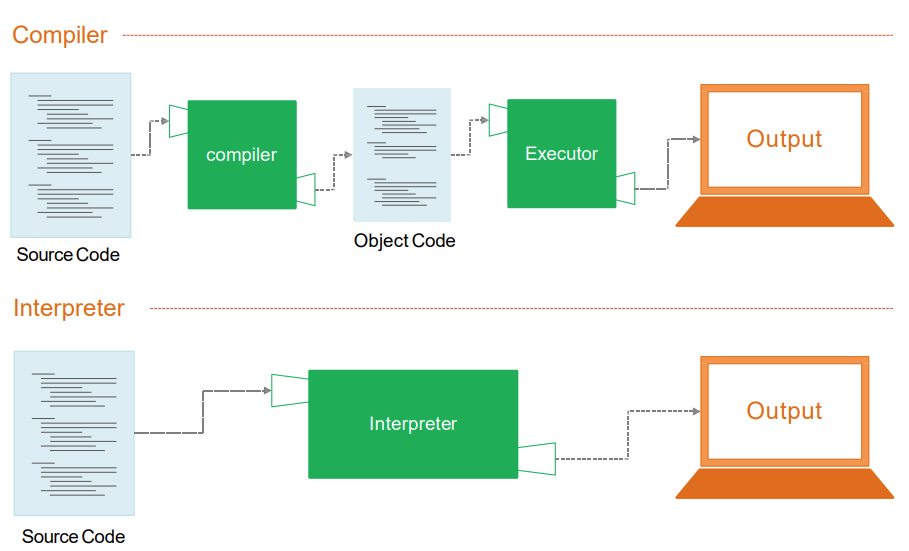 Compiler
compiler
Executor
Output
Source Code
Object Code
Interpreter
Interpreter
Output
Source Code